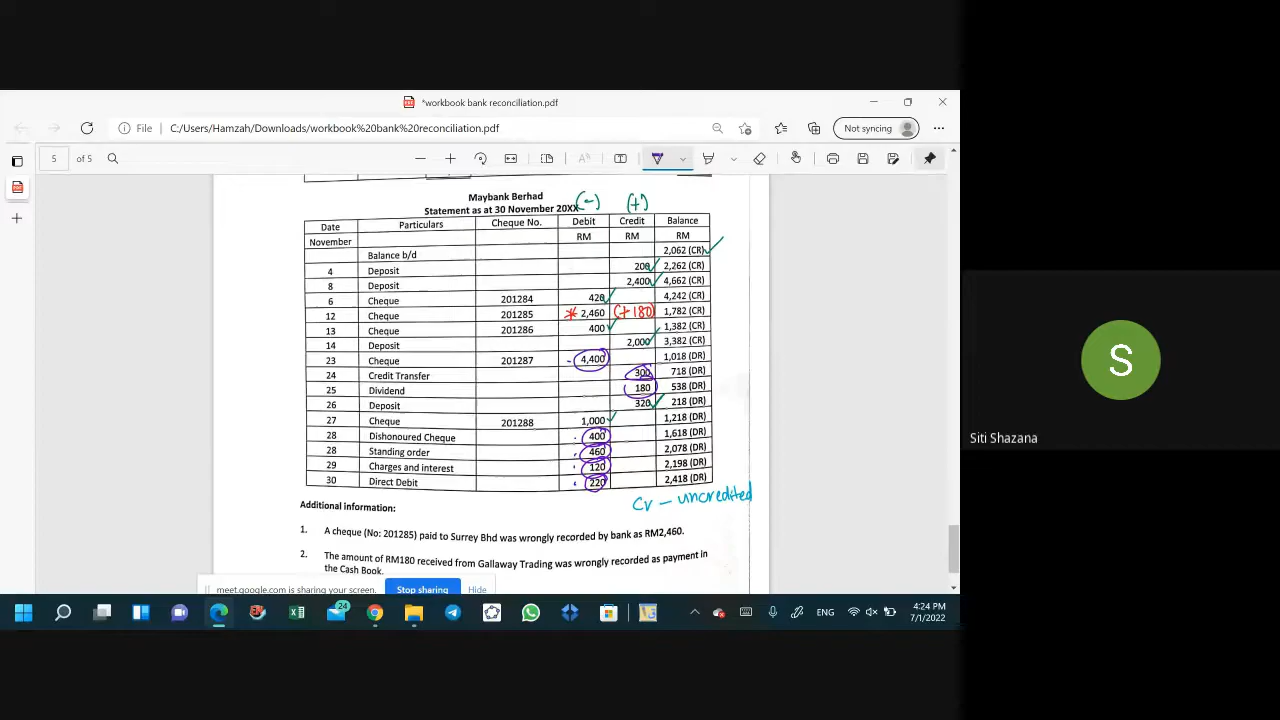 *workbook bank reconciliation.pdf
File C:/Users/Hamzah/Downloads/workbook%20bank%20reconciliation.pdf Not syncing
5 of 5
Maybank Berhad
Statement as at 30 November 20XX (-) (+)
Date Particulars Cheque No. Debit Credit Balance
November RM RM RM
Balance b/d 2,062 (CR)
4 Deposit 200 2,262 (CR)
8 Deposit 2,400 4,662 (CR)
6 Cheque 201284 420 4,242 (CR)
12 Cheque 201285 * 2,460 (+180) 1,782 (CR)
13 Cheque 201286 400 1,382 (CR)
14 Deposit 2,000 3,382 (CR)
23 Cheque 201287 4,400 1,018 (DR)
24 Credit Transfer 300 718 (DR)
25 Dividend 180 538 (DR)
26 Deposit 320 218 (DR)
27 Cheque 201288 1,000 1,218 (DR)
28 Dishonoured Cheque 400 1,618 (DR)
28 Standing order 460 2,078 (DR)
29 Charges and interest 120 2,198 (DR)
30 Direct Debit 220 2,418 (DR)
Cr - uncredited
Additional information:
1. A cheque (No: 201285) paid to Surrey Bhd was wrongly recorded by bank as RM2,460.
2. The amount of RM180 received from Gallaway Trading was wrongly recorded as payment in
the Cash Book.
meet.google.com is sharing your screen. Stop sharing Hide
24
ENG
4:24 PM
7/1/2022
S
Siti Shazana